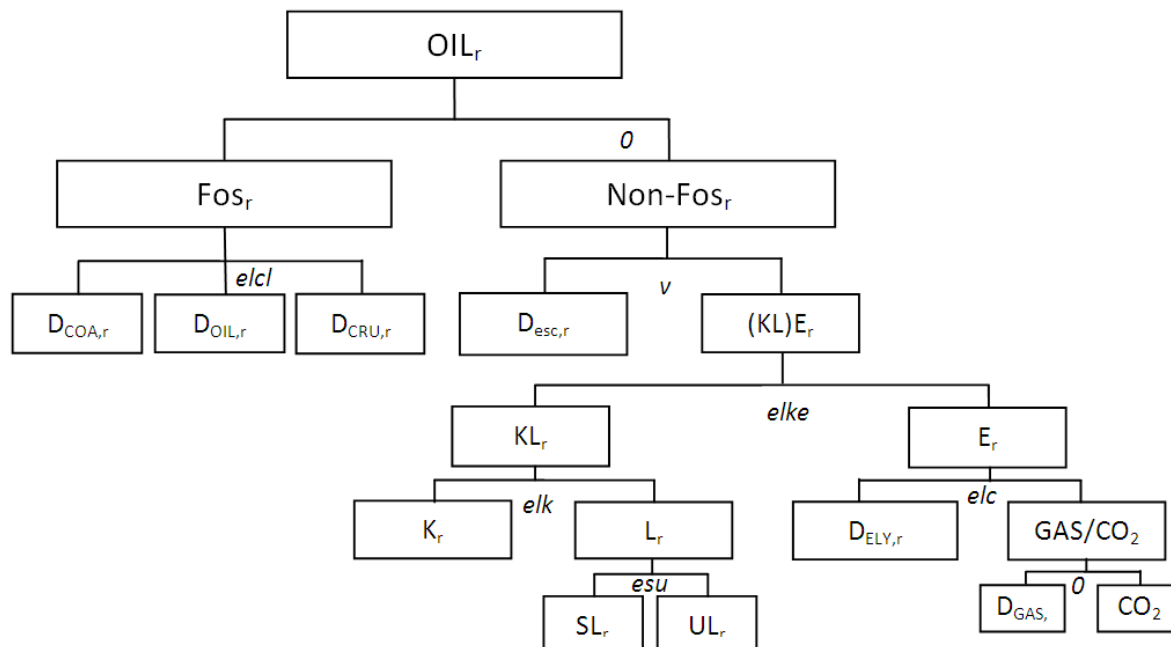 OILr
0
Fosr
Non-Fosr
elcl
v
DCOA,r
DOIL,r
DCRU,r
Desc,r
(KL)Er
elke
KLr
Er
elk
elc
Kr
Lr
DELY,r
GAS/CO2
esu
0
SLr
ULr
DGAS,
CO2